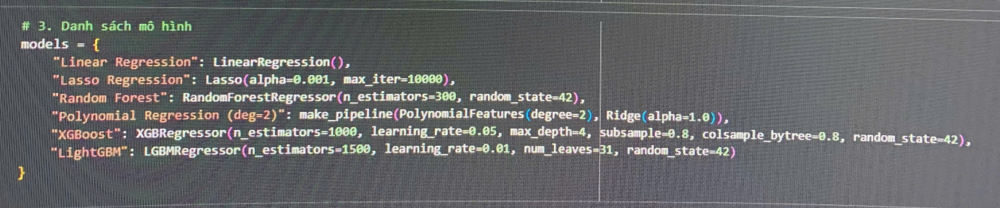 # 3. Danh sách mô hình
models = {
"Linear Regression": LinearRegression(),
"Lasso Regression": Lasso(alpha=0.001, max_iter=10000),
"Random Forest": RandomForestRegressor(n_estimators=300, random_state=42),
"Polynomial Regression (deg=2)": make_pipeline(PolynomialFeatures(degree=2), Ridge(alpha=1.0)),
"XGBoost": XGBRegressor(n_estimators=1000, learning_rate=0.05, max_depth=4, subsample=0.8, colsample_bytree=0.8, random_state=42),
"LightGBM": LGBMRegressor(n_estimators=1500, learning_rate=0.01, num_leaves=31, random_state=42)
}